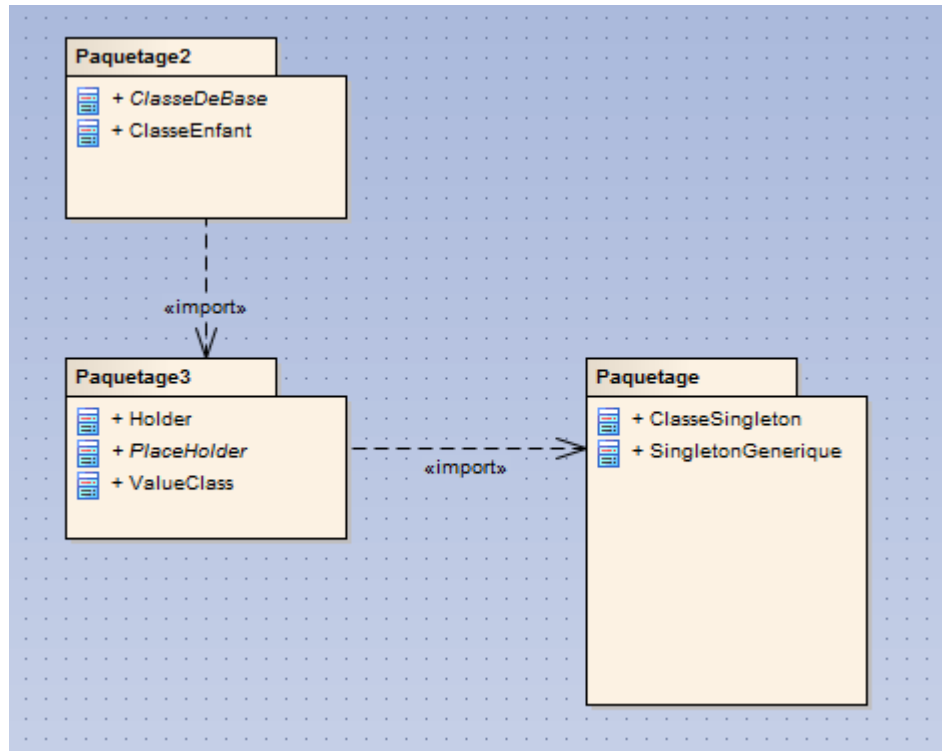 Paquetage2
+ ClasseDeBase
+ ClasseEnfant
«import»
Paquetage3
+ Holder
+ PlaceHolder
+ ValueClass
«import»
Paquetage
+ ClasseSingleton
+ SingletonGenerique